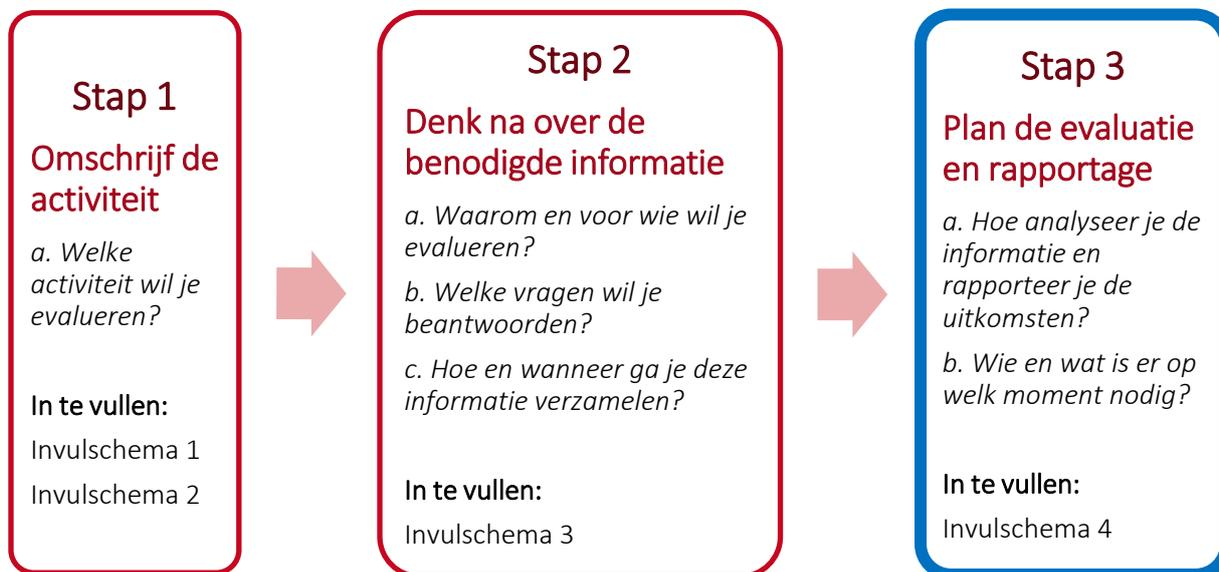 Stap 1
Omschrijf de
activiteit
a. Welke
activiteit wil je
evalueren?
In te vullen:
Invulschema 1
Invulschema 2
Stap 2
Denk na over de
benodigde informatie
a. Waarom en voor wie wil je
evalueren?
b. Welke vragen wil je
beantwoorden?
c. Hoe en wanneer ga je deze
informatie verzamelen?
In te vullen:
Invulschema 3
Stap 3
Plan de evaluatie
en rapportage
a. Hoe analyseer je de
informatie en
rapporteer je de
uitkomsten?
b. Wie en wat is er op
welk moment nodig?
In te vullen:
Invulschema 4